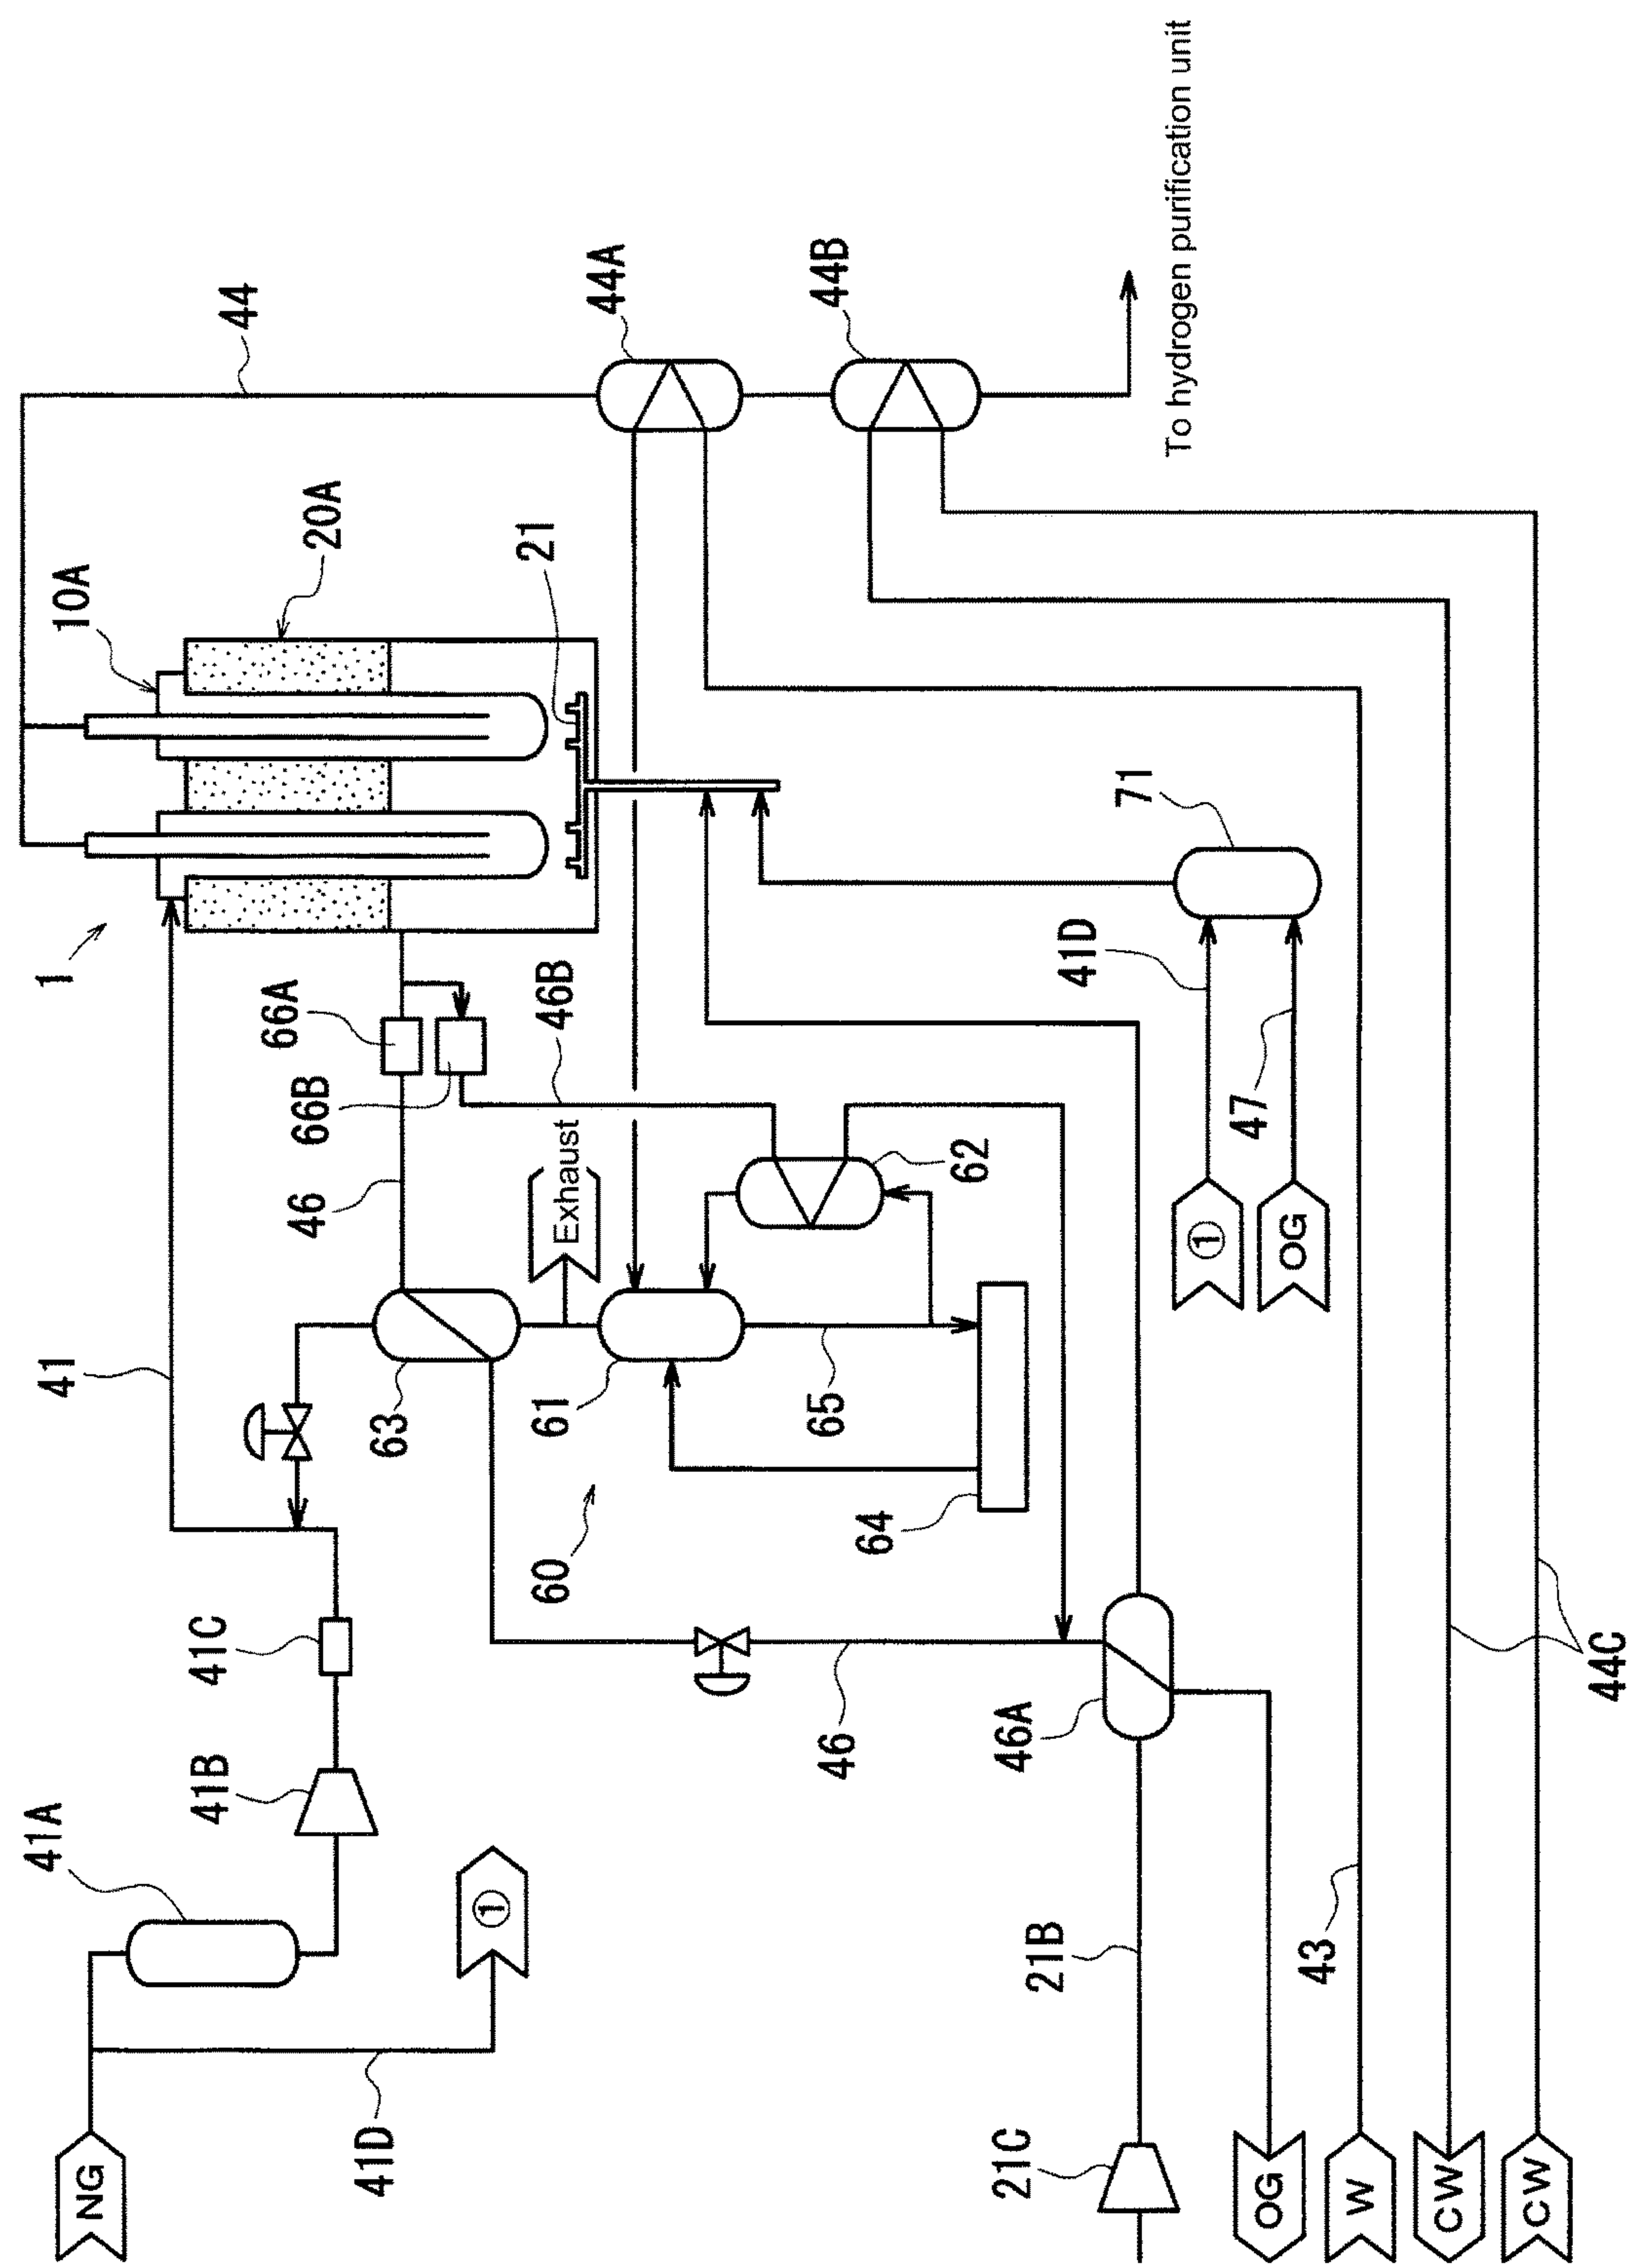 41A
41
1
10A
NG
41B
41C
44
66A
46
66B
20A
41D
63
①
21
60
61
Exhaust
46B
44A
46
65
44B
64
62
21C
46A
21B
41D
71
To hydrogen purification unit
①
47
OG
OG
43
W
CW
CW
44C